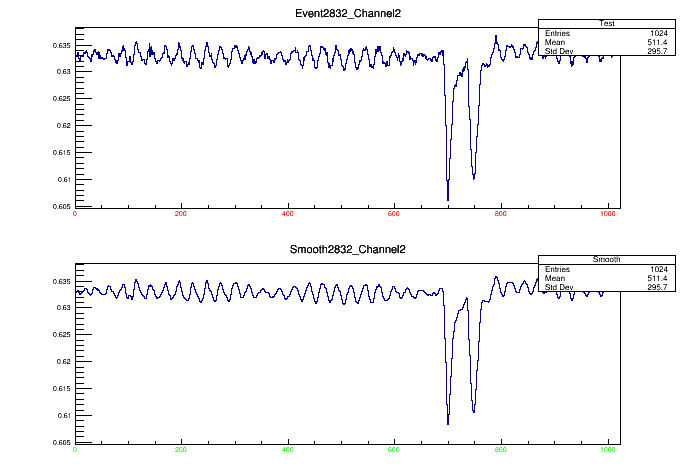 Event2832_Channel2
Test
Entries 1024
Mean 511.4
Std Dev 295.7
0.635
0.63
0.625
0.62
0.615
0.61
0.605
0 200 400 600 800 1000
Smooth2832_Channel2
Smooth
Entries 1024
Mean 511.4
Std Dev 295.7
0.635
0.63
0.625
0.62
0.615
0.61
0.605
0 200 400 600 800 1000